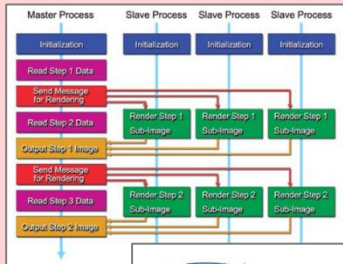 Master Process
Slave Process
Slave Process
Slave Process
Initialization
Initialization
Initialization
Initialization
Read Step 1 Data
Send Message
for Rendering
Read Step 2 Data
Render Step 1
Sub-Image
Render Step 1
Sub-Image
Render Step 1
Sub-Image
Output Step 1 Image
Send Message
for Rendering
Read Step 3 Data
Render Step 2
Sub-Image
Render Step 2
Sub-Image
Render Step 2
Sub-Image
Output Step 2 Image